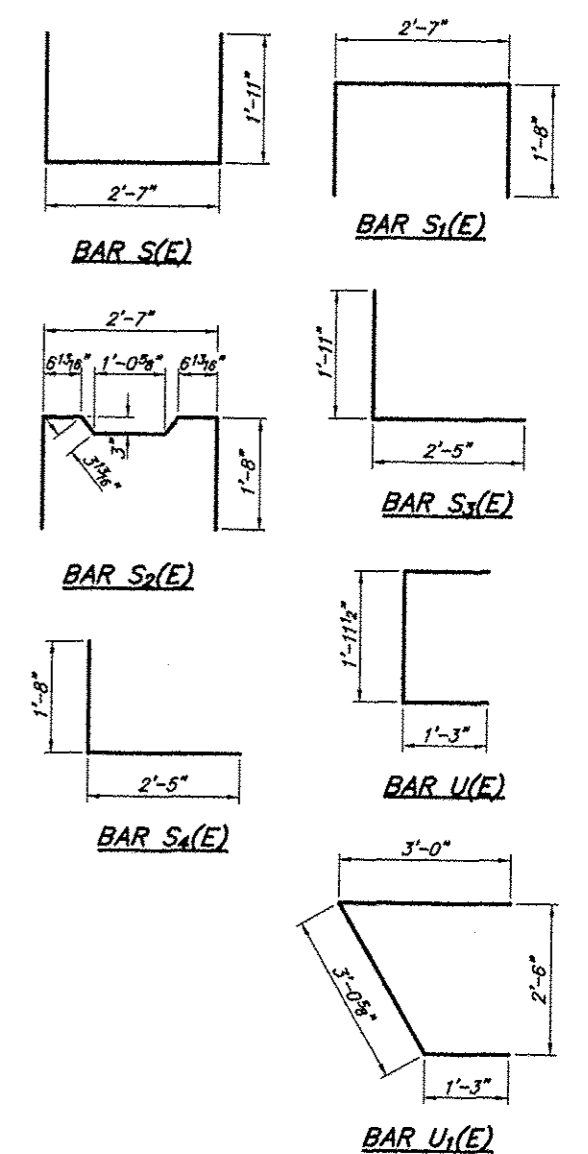 1'-11"
2'-7"
BAR S(E)
2'-7"
1'-8"
BAR S1(E)
2'-7"
6 13/16" 1'-0 5/8" 6 13/16"
3"
3 13/16"
1'-8"
BAR S2(E)
1'-11"
2'-5"
BAR S3(E)
1'-8"
2'-5"
BAR S4(E)
1'-11 1/2"
1'-3"
BAR U(E)
3'-0"
3'-0 5/8"
2'-6"
1'-3"
BAR U1(E)